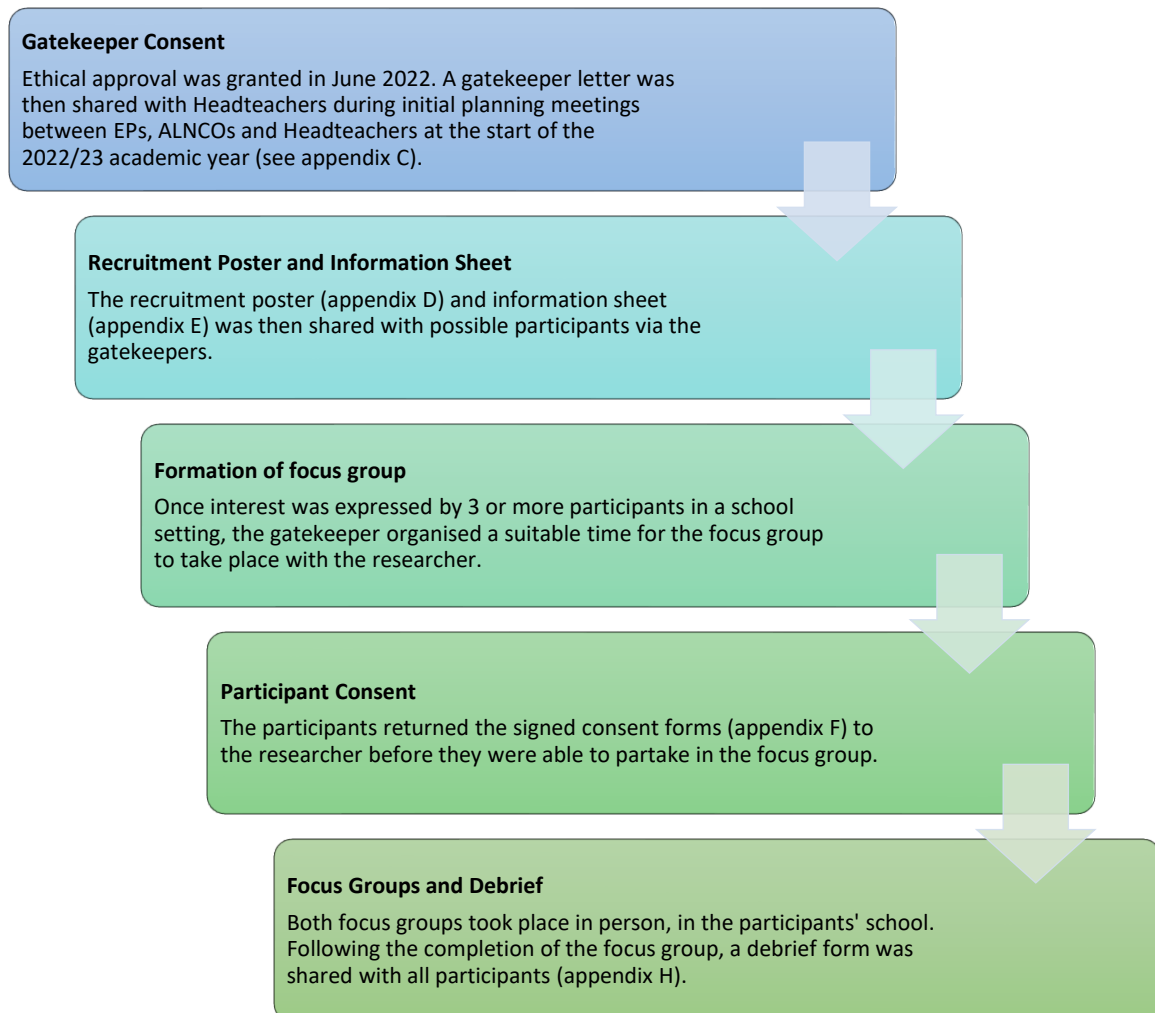 Gatekeeper Consent
Ethical approval was granted in June 2022. A gatekeeper letter was
then shared with Headteachers during initial planning meetings
between EPs, ALNCOs and Headteachers at the start of the
2022/23 academic year (see appendix C).
Recruitment Poster and Information Sheet
The recruitment poster (appendix D) and information sheet
(appendix E) was then shared with possible participants via the
gatekeepers.
Formation of focus group
Once interest was expressed by 3 or more participants in a school
setting, the gatekeeper organised a suitable time for the focus group
to take place with the researcher.
Participant Consent
The participants returned the signed consent forms (appendix F) to
the researcher before they were able to partake in the focus group.
Focus Groups and Debrief
Both focus groups took place in person, in the participants' school.
Following the completion of the focus group, a debrief form was
shared with all participants (appendix H).